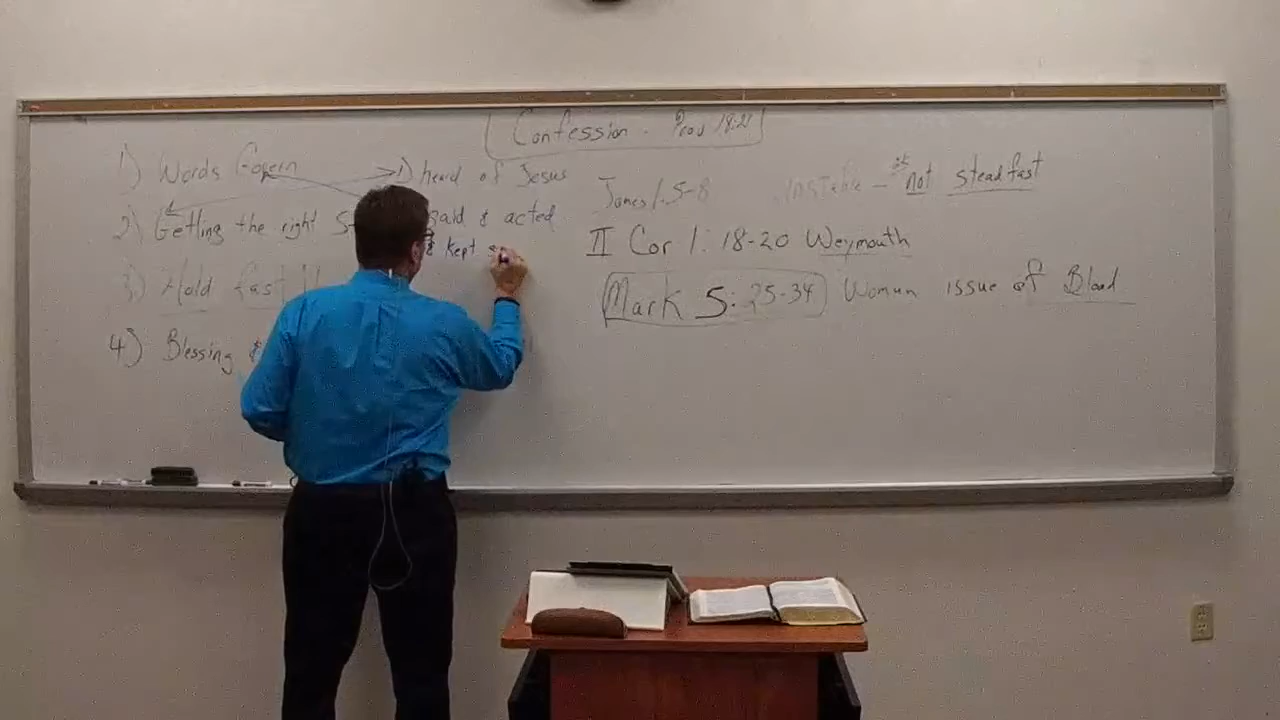 Confession - Prov 18:21
1) Words Govern
1) heard of Jesus
2) Getting the right
said & acted
& kept
3) Hold fast
4) Blessing &
James 1:5-8
Unstable - not steadfast
II Cor 1:18-20 Weymouth
Mark 5:25-34 Woman issue of Blood